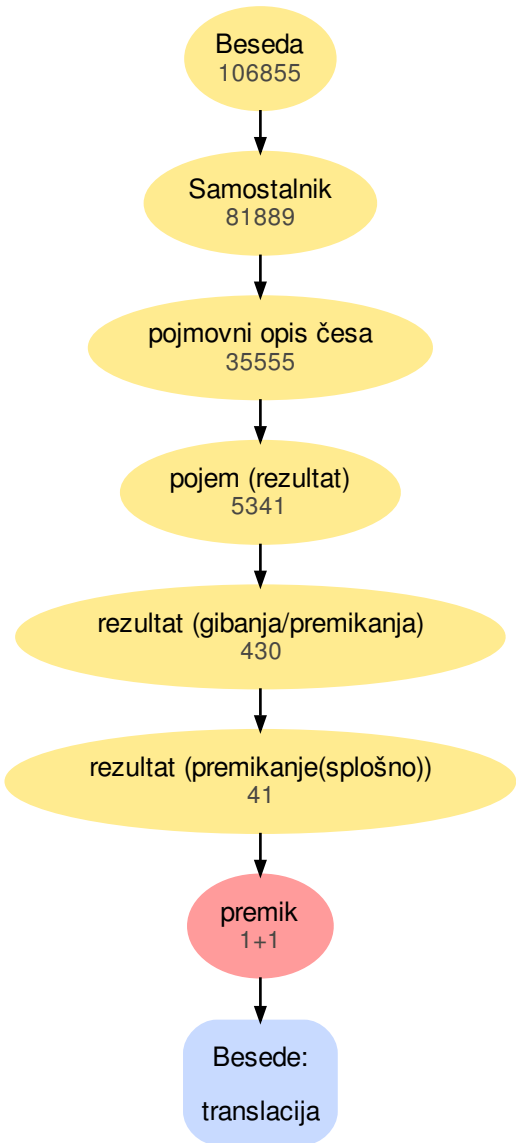 Beseda
106855
Samostalnik
81889
pojmovni opis česa
35555
pojem (rezultat)
5341
rezultat (gibanja/premikanja)
430
rezultat (premikanje(splošno))
41
premik
1+1
Besede:
translacija